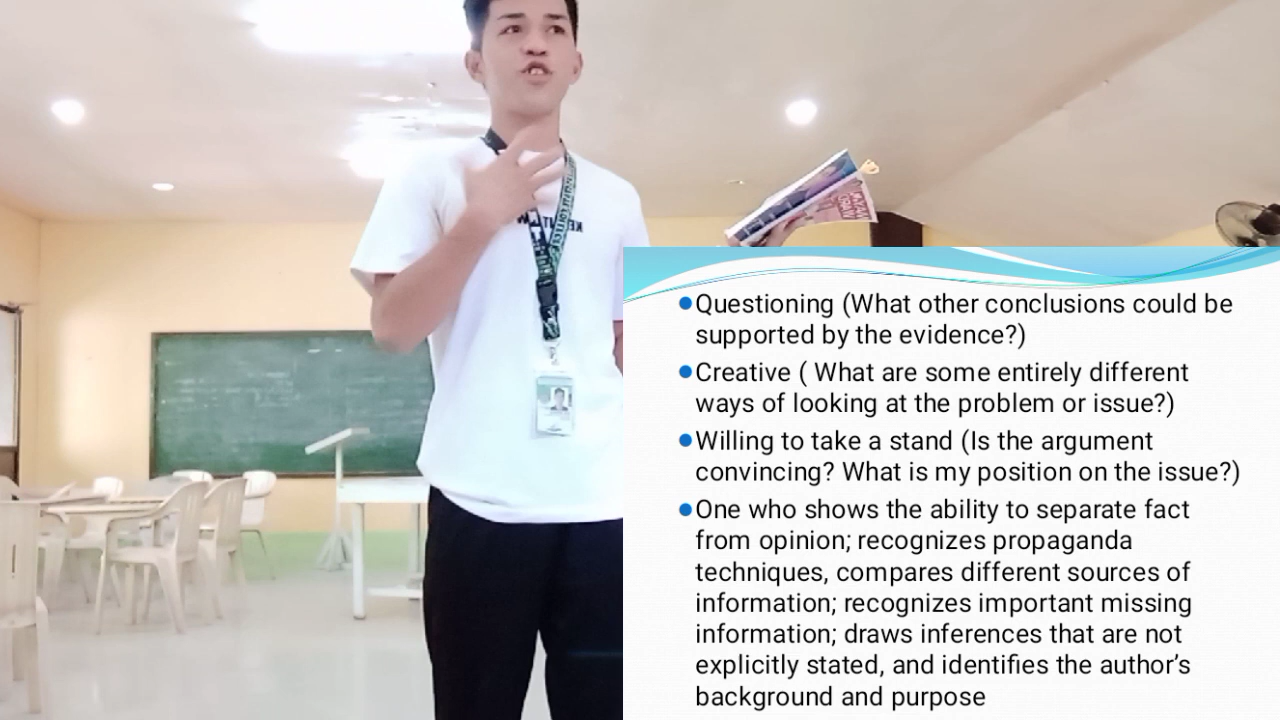 Questioning (What other conclusions could be
supported by the evidence?)
Creative ( What are some entirely different
ways of looking at the problem or issue?)
Willing to take a stand (Is the argument
convincing? What is my position on the issue?)
One who shows the ability to separate fact
from opinion; recognizes propaganda
techniques, compares different sources of
information; recognizes important missing
information; draws inferences that are not
explicitly stated, and identifies the author’s
background and purpose